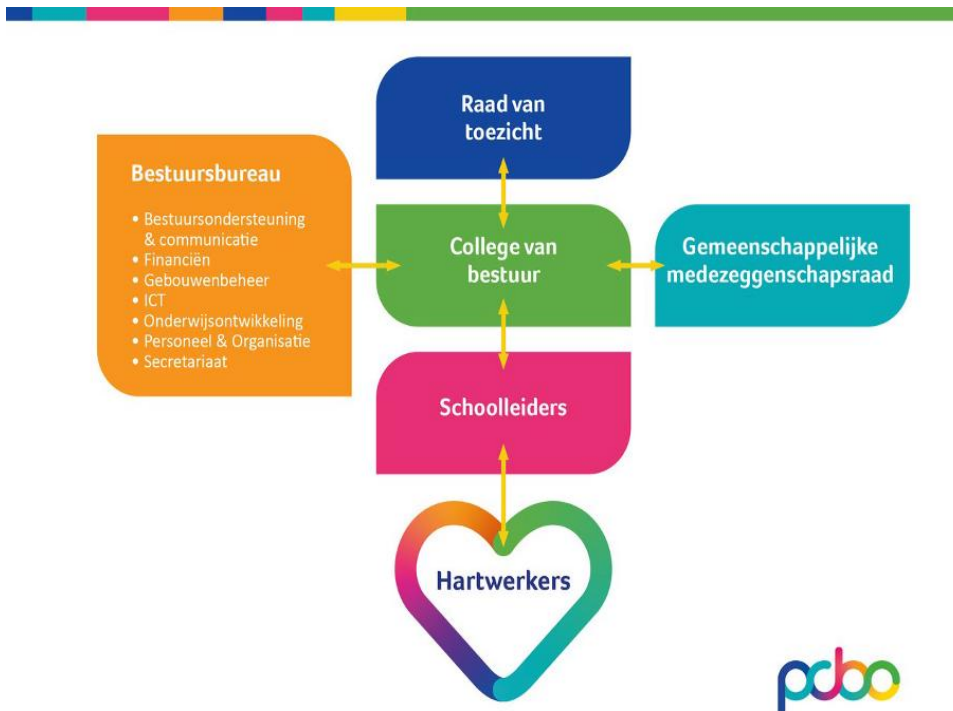 Raad van
toezicht
Bestuursbureau
• Bestuursondersteuning
& communicatie
• Financiën
• Gebouwenbeheer
• ICT
• Onderwijsontwikkeling
• Personeel & Organisatie
• Secretariaat
College van
bestuur
Gemeenschappelijke
medezeggenschapsraad
Schoolleiders
Hartwerkers
pcbo